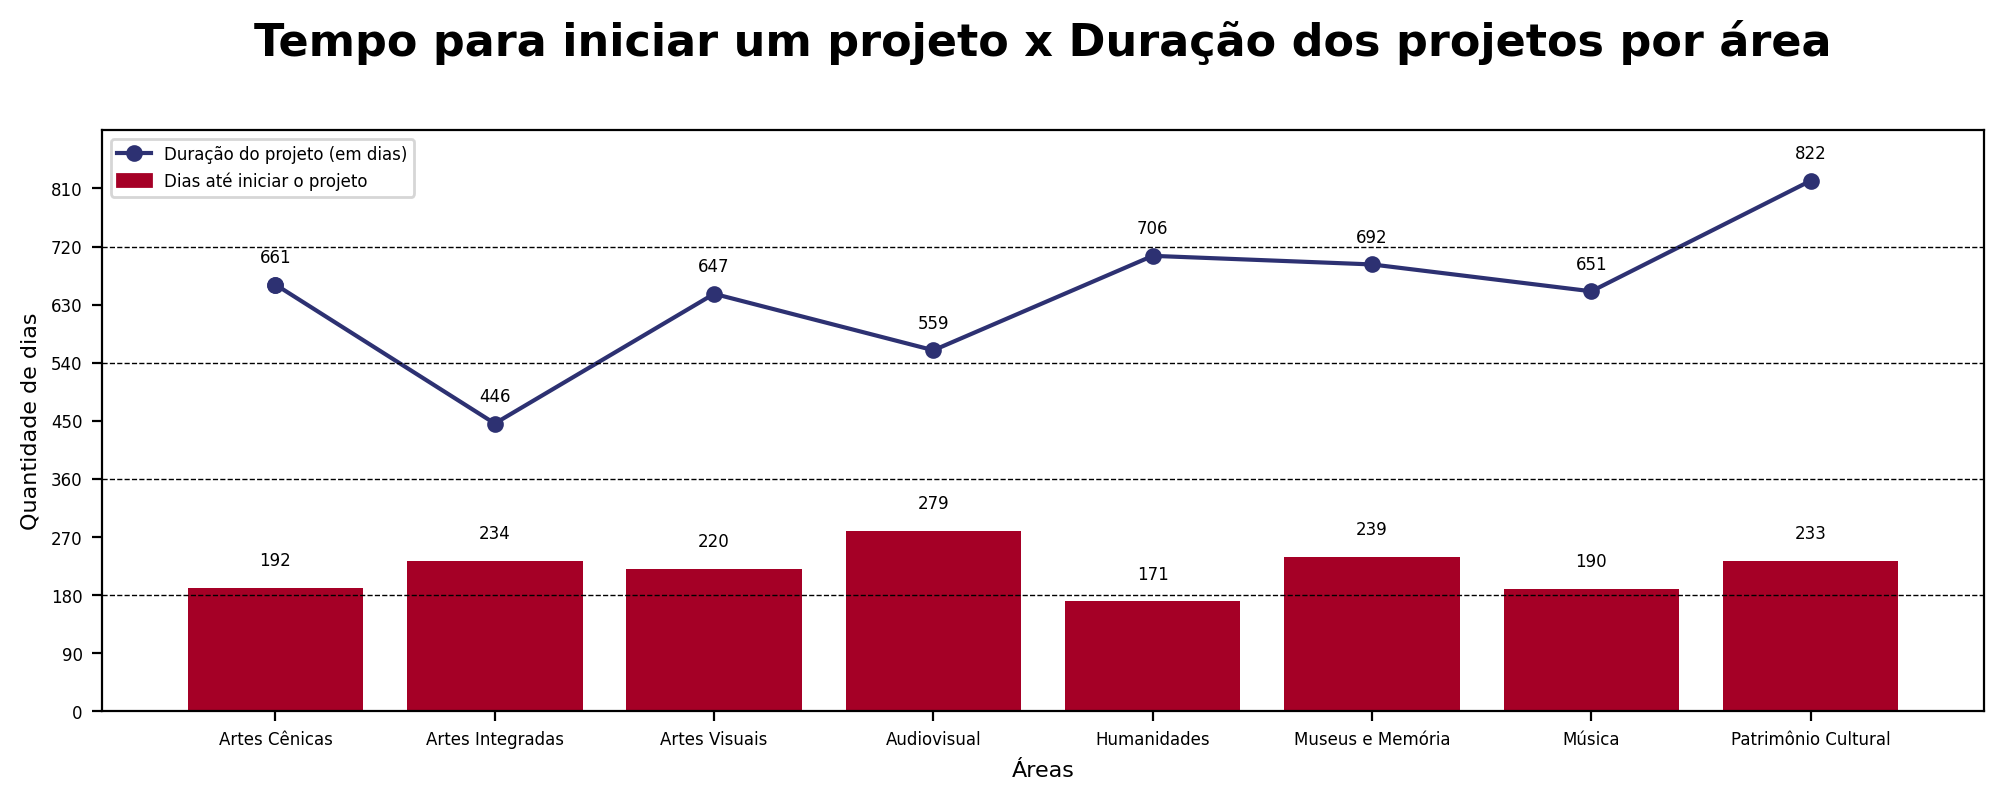 Tempo para iniciar um projeto x Duração dos projetos por área
Duração do projeto (em dias)
Dias até iniciar o projeto
Quantidade de dias
810
720
630
540
450
360
270
180
90
0
661
446
647
559
706
692
651
822
192
234
220
279
171
239
190
233
Artes Cênicas
Artes Integradas
Artes Visuais
Audiovisual
Humanidades
Museus e Memória
Música
Patrimônio Cultural
Áreas